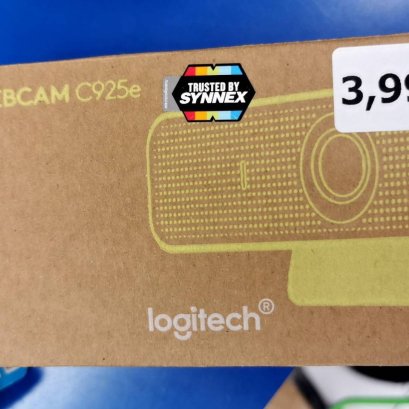 EBCAM C925e
TRUSTED BY
SYNNEX
3,99
logitech®